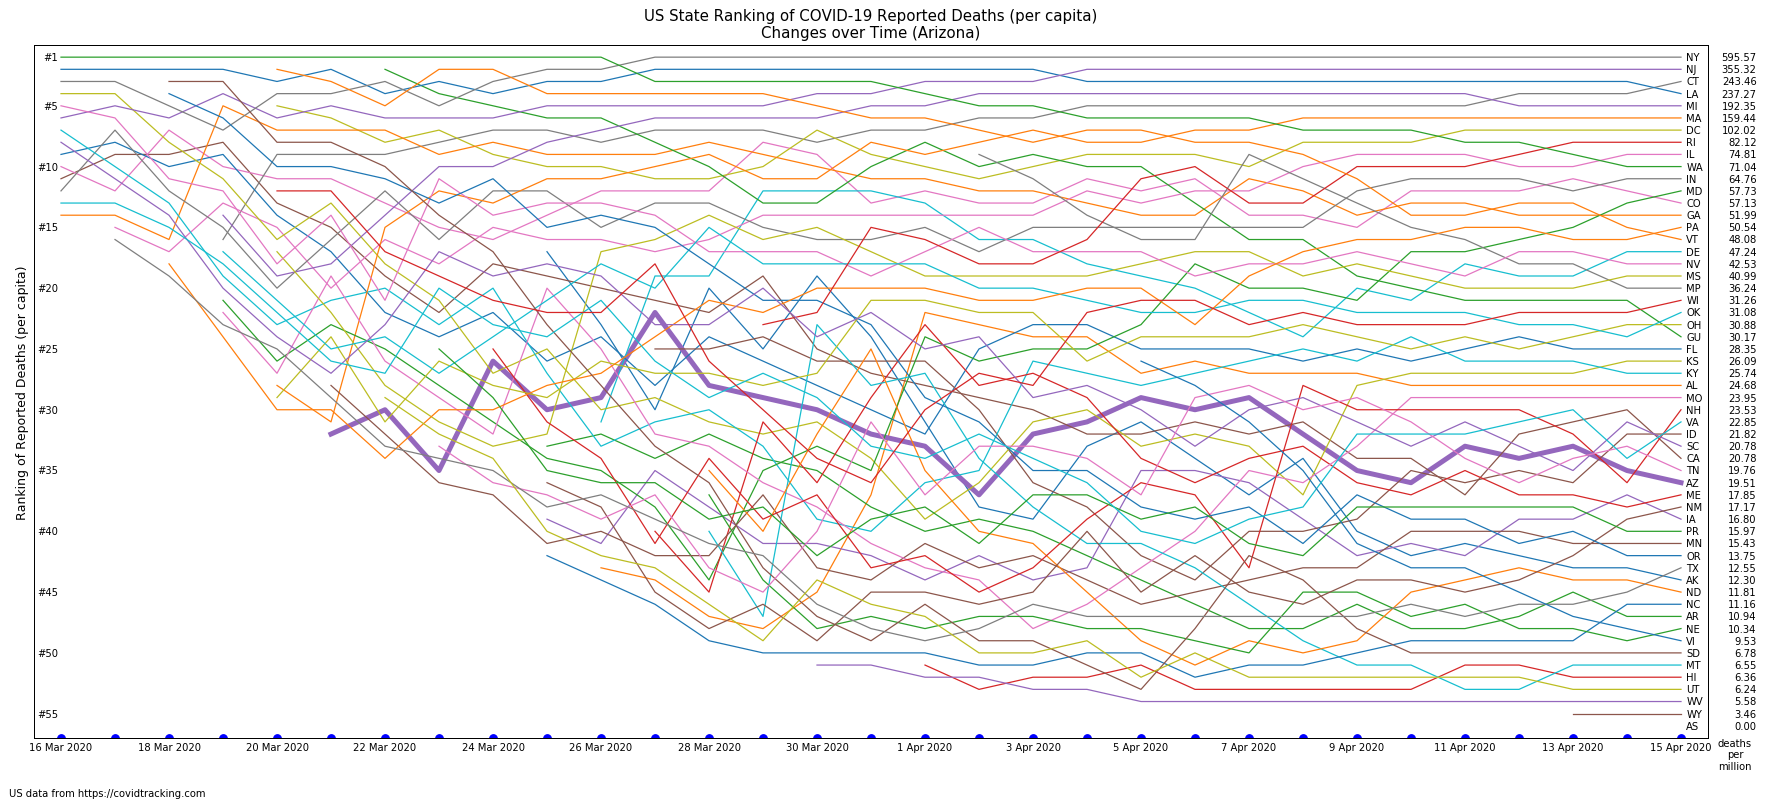 US State Ranking of COVID-19 Reported Deaths (per capita)
Changes over Time (Arizona)
Ranking of Reported Deaths (per capita)
#1
#5
#10
#15
#20
#25
#30
#35
#40
#45
#50
#55
NY 595.57
NJ 355.32
CT 243.46
LA 237.27
MI 192.35
MA 159.44
DC 102.02
RI 82.12
IL 74.81
WA 71.04
IN 64.76
MD 57.73
CO 57.13
GA 51.99
PA 50.54
VT 48.08
DE 47.24
NV 42.53
MS 40.99
MP 36.24
WI 31.26
OK 31.08
OH 30.88
GU 30.17
FL 28.35
KS 26.09
KY 25.74
AL 24.68
MO 23.95
NH 23.53
VA 22.85
ID 21.82
SC 20.78
CA 20.78
TN 19.76
AZ 19.51
ME 17.85
NM 17.17
IA 16.80
PR 15.97
MN 15.43
OR 13.75
TX 12.55
AK 12.30
ND 11.81
NC 11.16
AR 10.94
NE 10.34
VI 9.53
SD 6.78
MT 6.55
HI 6.36
UT 6.24
WV 5.58
WY 3.46
AS 0.00
16 Mar 2020 18 Mar 2020 20 Mar 2020 22 Mar 2020 24 Mar 2020 26 Mar 2020 28 Mar 2020 30 Mar 2020 1 Apr 2020 3 Apr 2020 5 Apr 2020 7 Apr 2020 9 Apr 2020 11 Apr 2020 13 Apr 2020 15 Apr 2020
deaths
per
million
US data from https://covidtracking.com